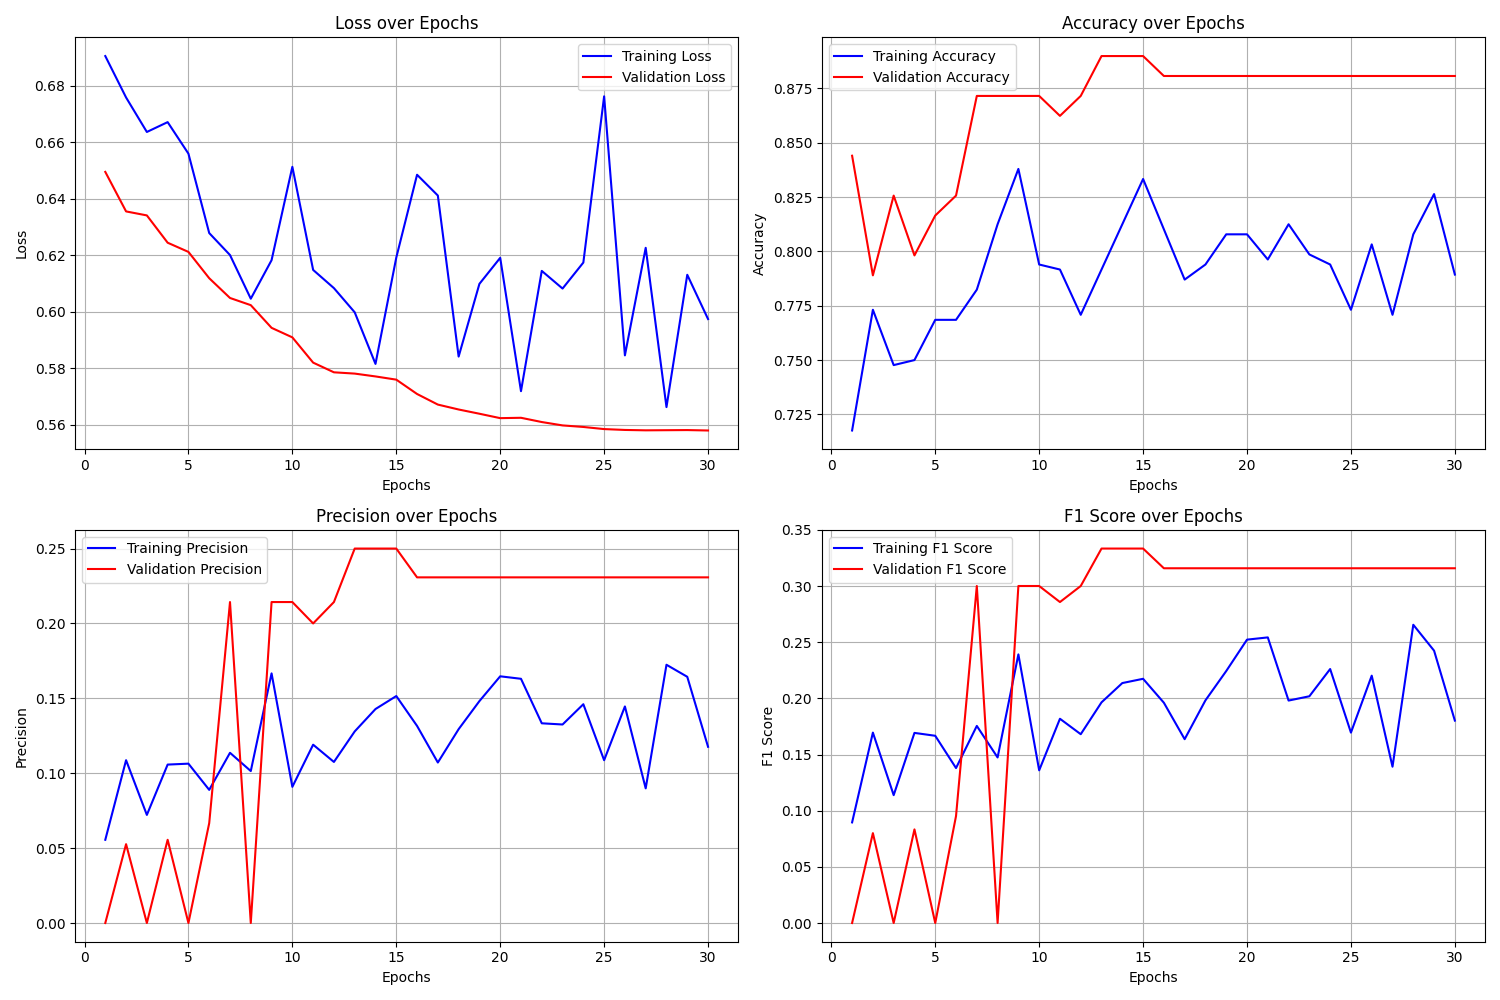 Loss over Epochs
Training Loss
Validation Loss
0.68
0.66
0.64
0.62
0.60
0.58
0.56
Loss
0 5 10 15 20 25 30
Epochs
Accuracy over Epochs
Training Accuracy
Validation Accuracy
0.875
0.850
0.825
0.800
0.775
0.750
0.725
Accuracy
0 5 10 15 20 25 30
Epochs
Precision over Epochs
Training Precision
Validation Precision
0.25
0.20
0.15
0.10
0.05
0.00
Precision
0 5 10 15 20 25 30
Epochs
F1 Score over Epochs
Training F1 Score
Validation F1 Score
0.35
0.30
0.25
0.20
0.15
0.10
0.05
0.00
F1 Score
0 5 10 15 20 25 30
Epochs